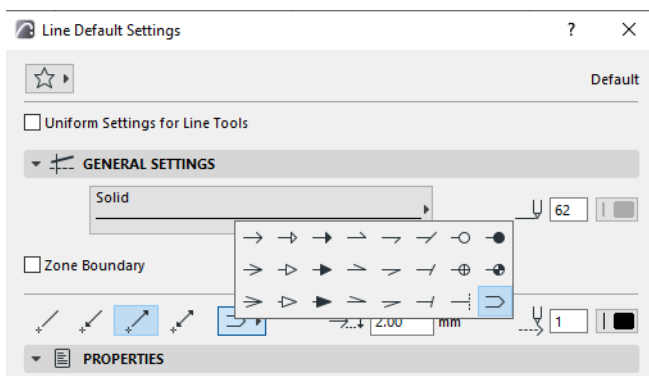 Line Default Settings ?
Default
Uniform Settings for Line Tools
GENERAL SETTINGS
Solid
62
Zone Boundary
2.00 mm 1
PROPERTIES